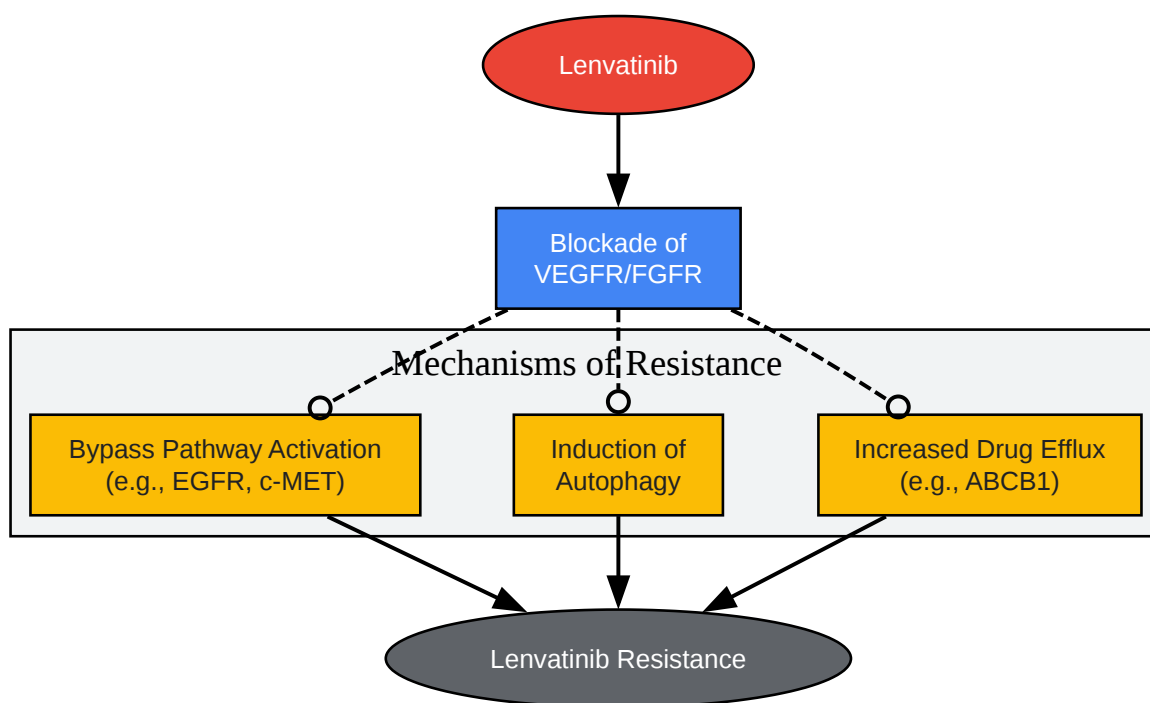 Lenvatinib
Blockade of
VEGFR/FGFR
Mechanisms of Resistance
Bypass Pathway Activation
(e.g., EGFR, c-MET)
Induction of
Autophagy
Increased Drug Efflux
(e.g., ABCB1)
Lenvatinib Resistance